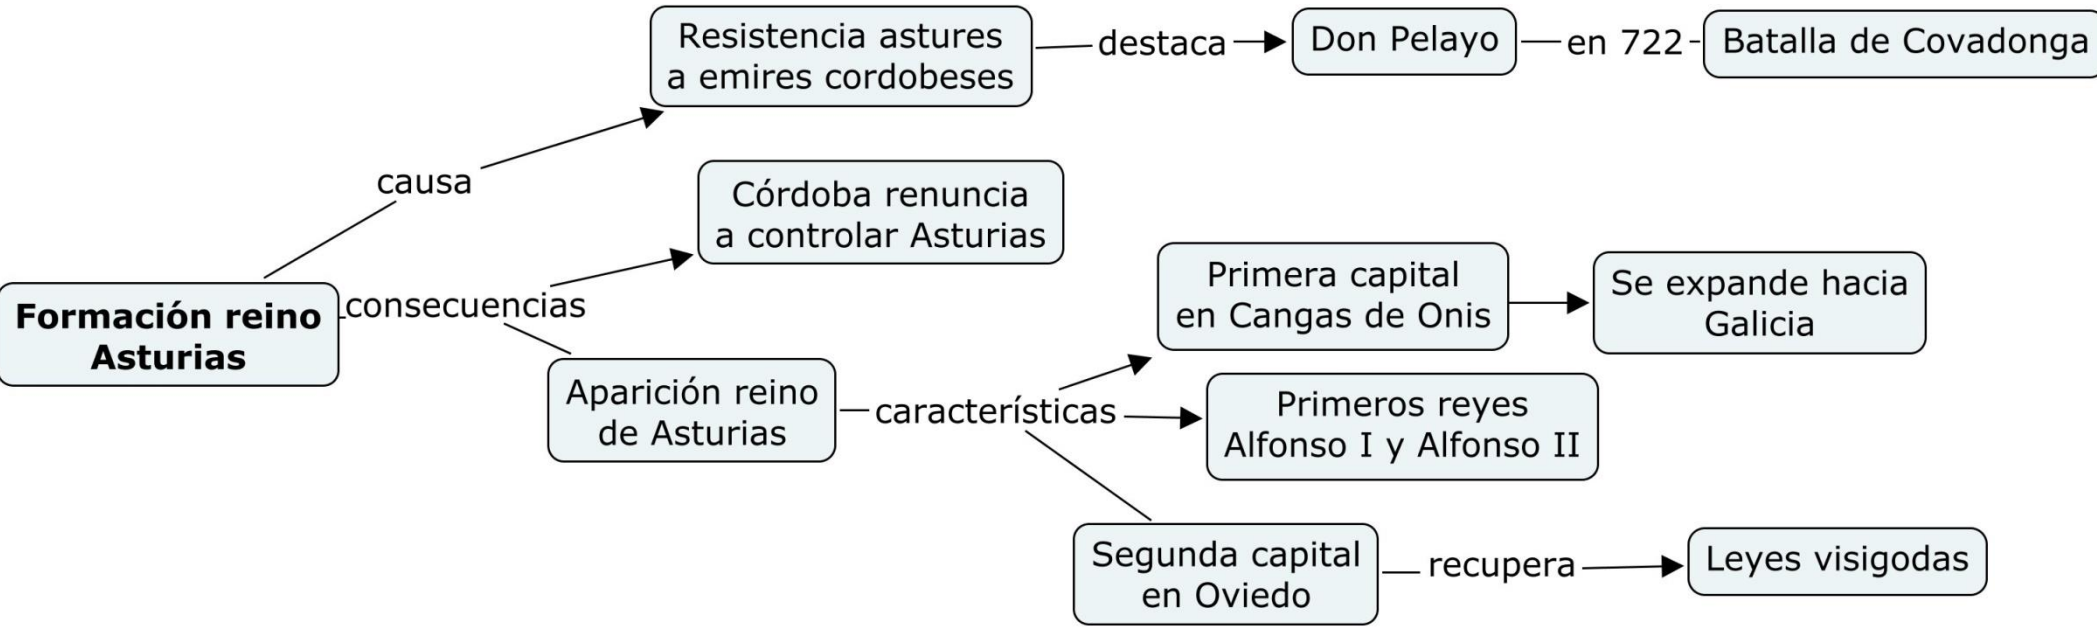 Resistencia astures
a emires cordobeses
destaca
Don Pelayo
en 722
Batalla de Covadonga
causa
Córdoba renuncia
a controlar Asturias
Formación reino
Asturias
consecuencias
Aparición reino
de Asturias
características
Primera capital
en Cangas de Onis
Se expande hacia
Galicia
Primeros reyes
Alfonso I y Alfonso II
Segunda capital
en Oviedo
recupera
Leyes visigodas